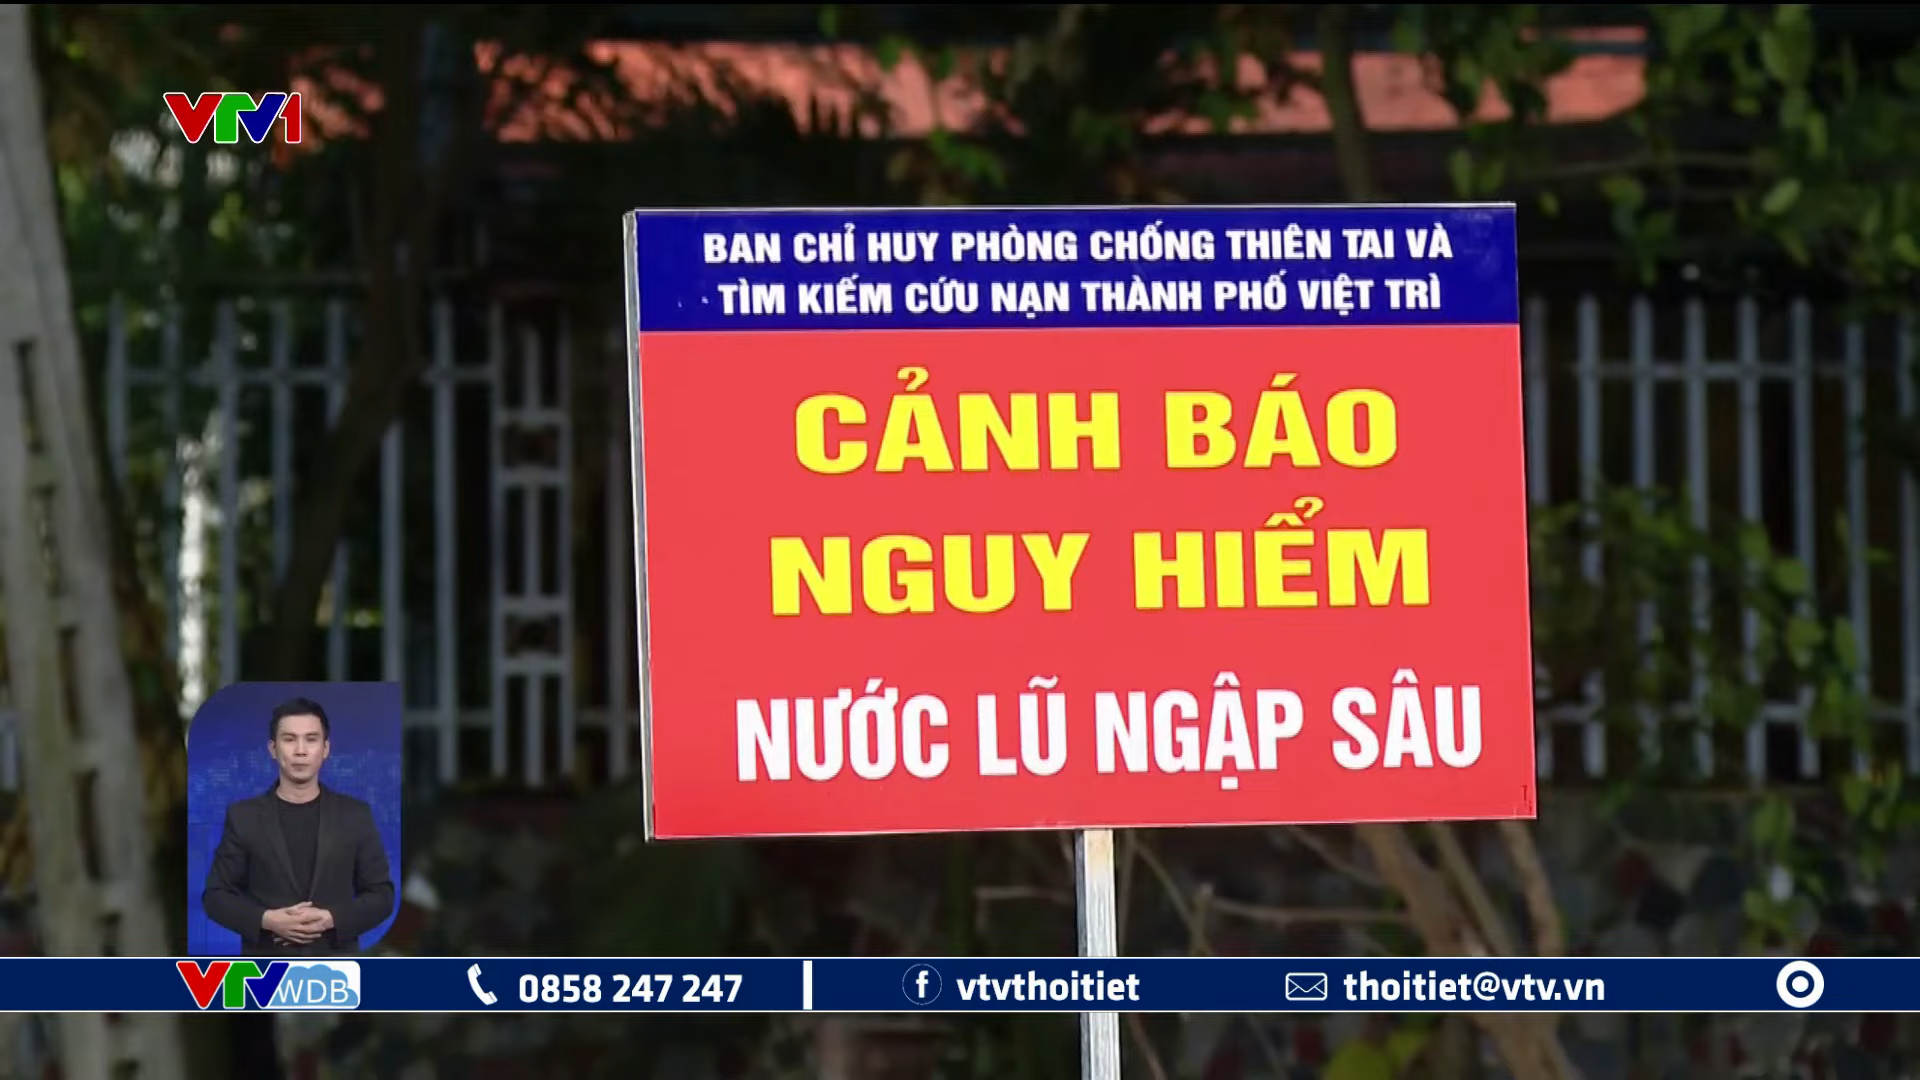 VTV1
BAN CHỈ HUY PHÒNG CHỐNG THIÊN TAI VÀ
TÌM KIẾM CỨU NẠN THÀNH PHỐ VIỆT TRÌ
CẢNH BÁO
NGUY HIỂM
NƯỚC LŨ NGẬP SÂU
VTV WDB 0858 247 247 vtvthoitiet thoitiet@vtv.vn